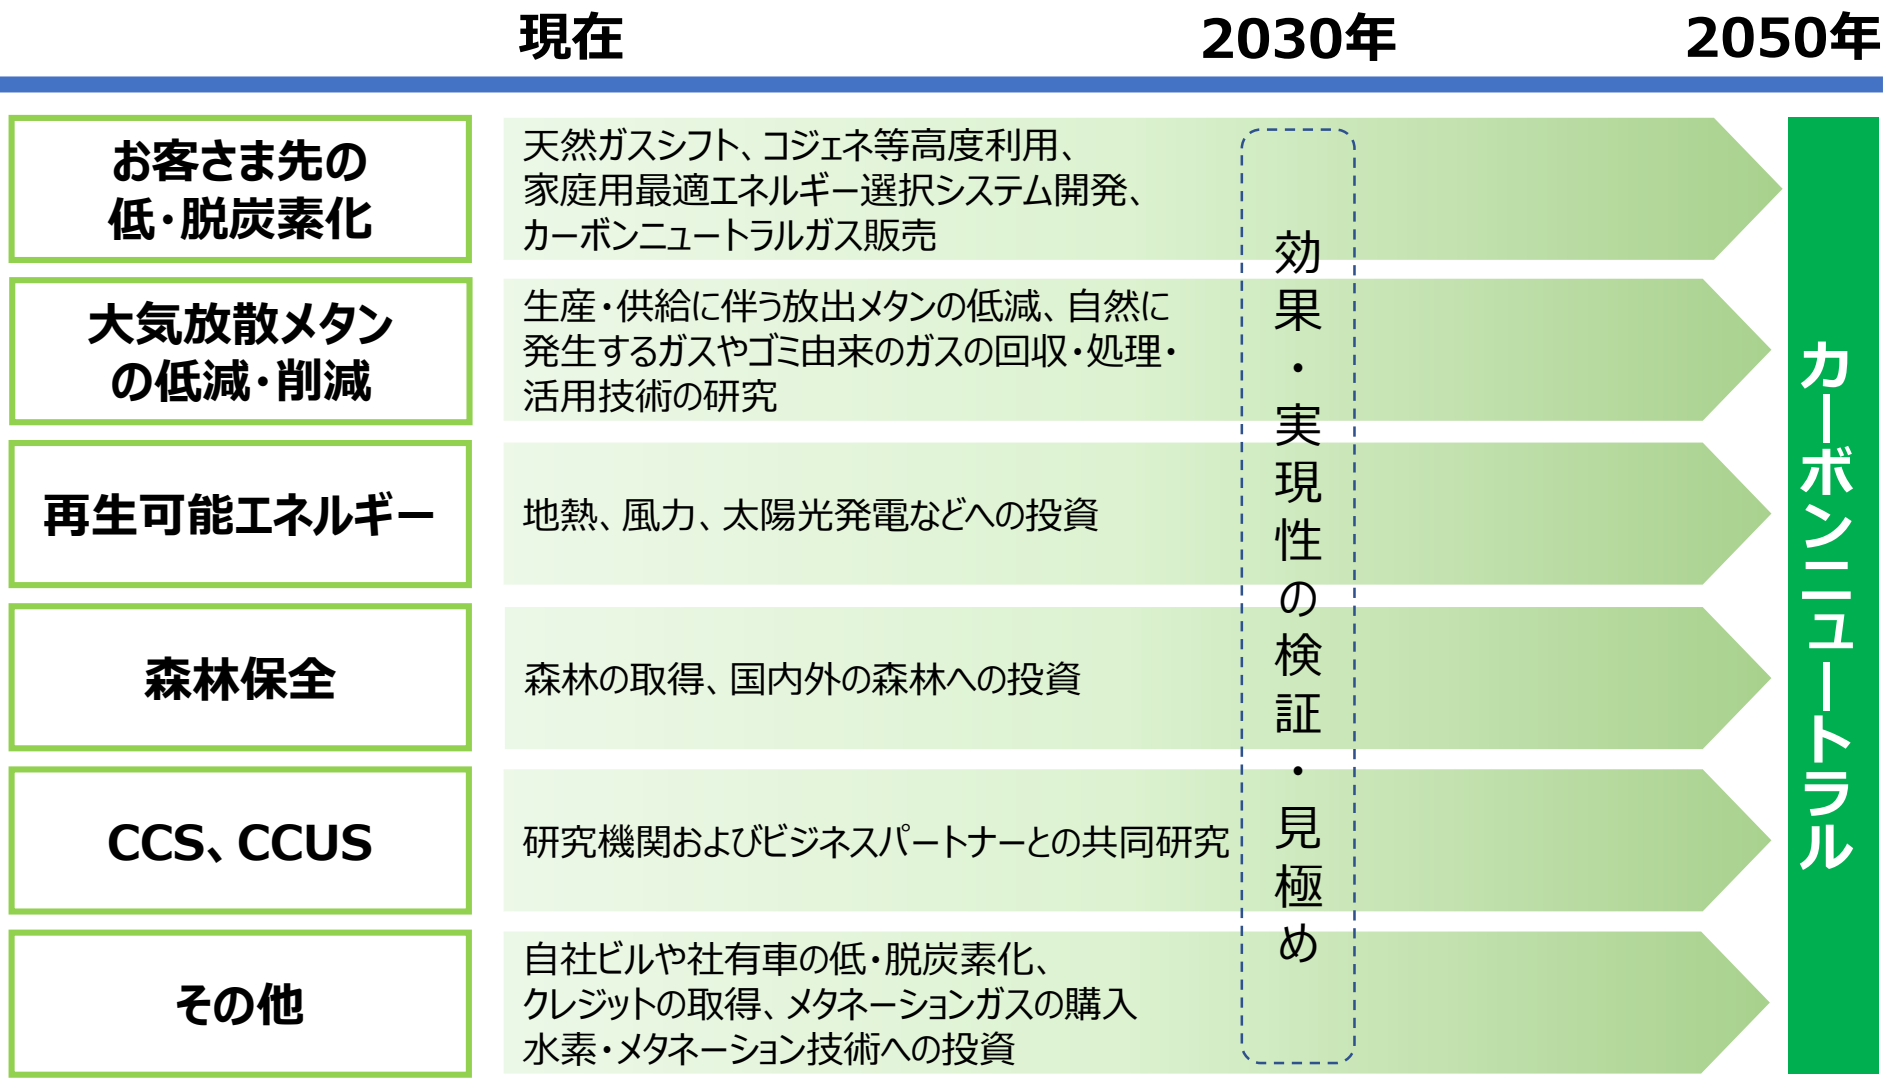 現在
2030年
2050年
お客さま先の
低・脱炭素化
天然ガスシフト、コジェネ等高度利用、
家庭用最適エネルギー選択システム開発、
カーボンニュートラルガス販売
大気放散メタン
の低減・削減
生産・供給に伴う放出メタンの低減、自然に
発生するガスやゴミ由来のガスの回収・処理・
活用技術の研究
再生可能エネルギー
地熱、風力、太陽光発電などへの投資
森林保全
森林の取得、国内外の森林への投資
CCS、CCUS
研究機関およびビジネスパートナーとの共同研究
その他
自社ビルや社有車の低・脱炭素化、
クレジットの取得、メタネーションガスの購入
水素・メタネーション技術への投資
効果・実現性の検証・見極め
カーボンニュートラル